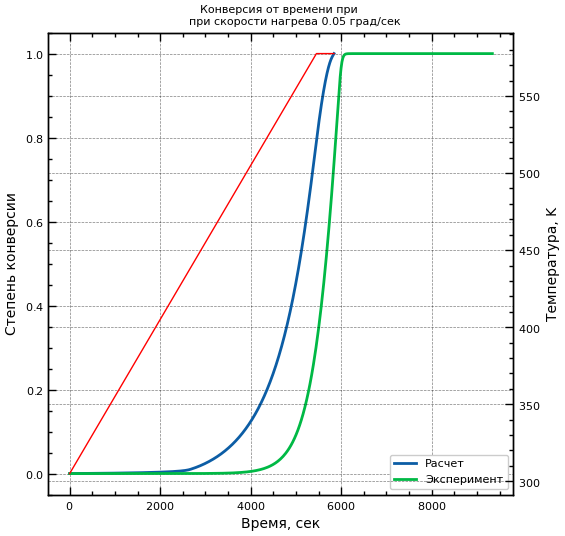 Конверсия от времени при
при скорости нагрева 0.05 град/сек
1.0
0.8
0.6
0.4
0.2
0.0
Степень конверсии
550
500
450
400
350
300
Температура, K
Расчет
Эксперимент
0 2000 4000 6000 8000
Время, сек